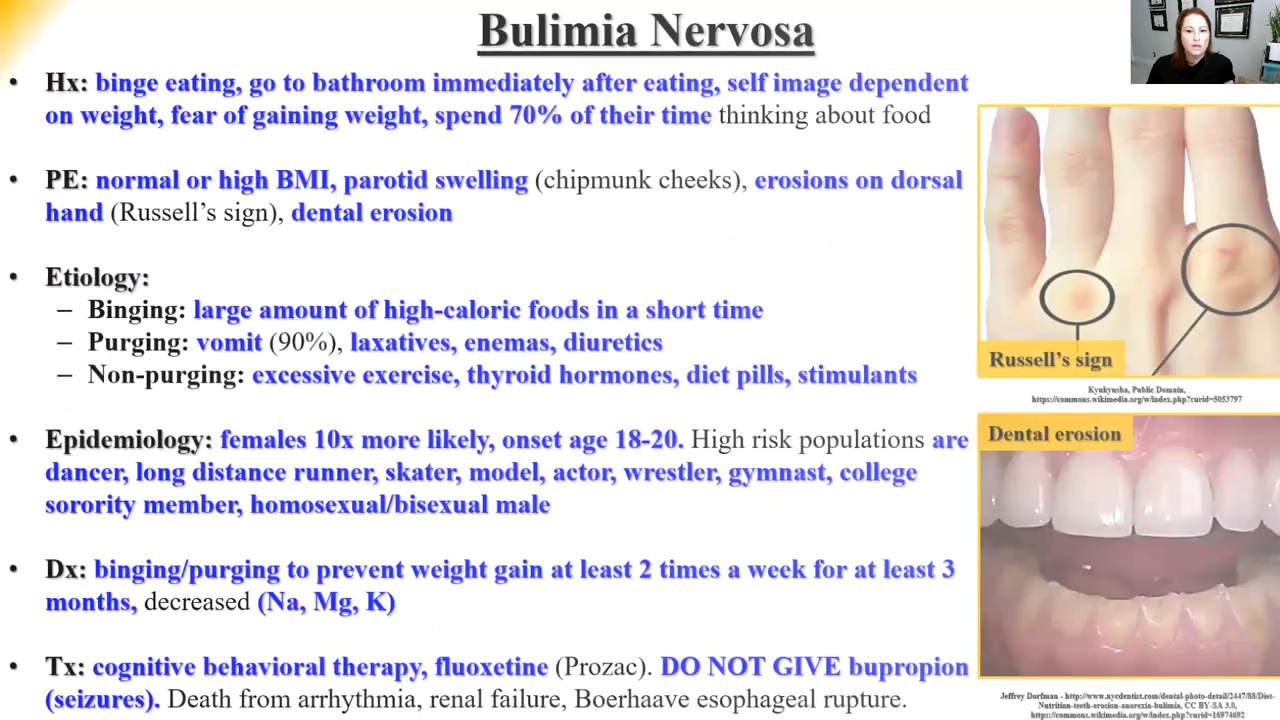 Bulimia Nervosa
• Hx: binge eating, go to bathroom immediately after eating, self image dependent
on weight, fear of gaining weight, spend 70% of their time thinking about food
• PE: normal or high BMI, parotid swelling (chipmunk cheeks), erosions on dorsal
hand (Russell’s sign), dental erosion
• Etiology:
– Binging: large amount of high-caloric foods in a short time
– Purging: vomit (90%), laxatives, enemas, diuretics
– Non-purging: excessive exercise, thyroid hormones, diet pills, stimulants
• Epidemiology: females 10x more likely, onset age 18-20. High risk populations are
dancer, long distance runner, skater, model, actor, wrestler, gymnast, college
sorority member, homosexual/bisexual male
• Dx: binging/purging to prevent weight gain at least 2 times a week for at least 3
months, decreased (Na, Mg, K)
• Tx: cognitive behavioral therapy, fluoxetine (Prozac). DO NOT GIVE bupropion
(seizures). Death from arrhythmia, renal failure, Boerhaave esophageal rupture.
Russell’s sign
Kyukyusha, Public Domain,
https://commons.wikimedia.org/w/index.php?curid=5053797
Dental erosion
Jeffrey Dorfman - http://www.nycdentist.com/dental-photo-detail/2447/88/Diet-
Nutrition-teeth-erosion-anorexia-bulimia, CC BY-SA 3.0,
https://commons.wikimedia.org/w/index.php?curid=16974692